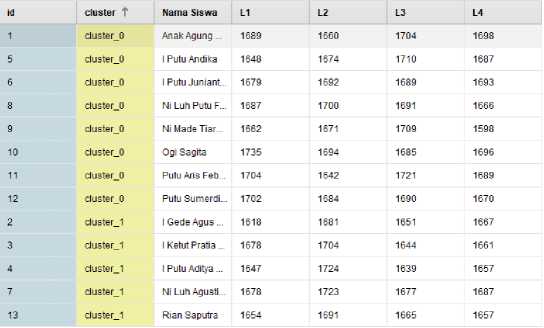 id cluster ↑ Nama Siswa L1 L2 L3 L4
1 cluster_0 Anak Agung ... 1689 1660 1704 1698
5 cluster_0 I Putu Andika 1648 1674 1710 1687
6 cluster_0 I Putu Juniant... 1679 1692 1689 1693
8 cluster_0 Ni Luh Putu F... 1687 1700 1691 1666
9 cluster_0 Ni Made Tiar... 1662 1671 1709 1598
10 cluster_0 Ogi Sagita 1735 1694 1685 1696
11 cluster_0 Putu Aris Feb... 1704 1642 1721 1689
12 cluster_0 Putu Sumerdi... 1702 1684 1690 1670
2 cluster_1 I Gede Agus ... 1618 1681 1651 1667
3 cluster_1 I Ketut Pratia ... 1678 1704 1644 1661
4 cluster_1 I Putu Aditya ... 1647 1724 1639 1657
7 cluster_1 Ni Luh Agusti... 1678 1723 1677 1687
13 cluster_1 Rian Saputra 1654 1691 1665 1657